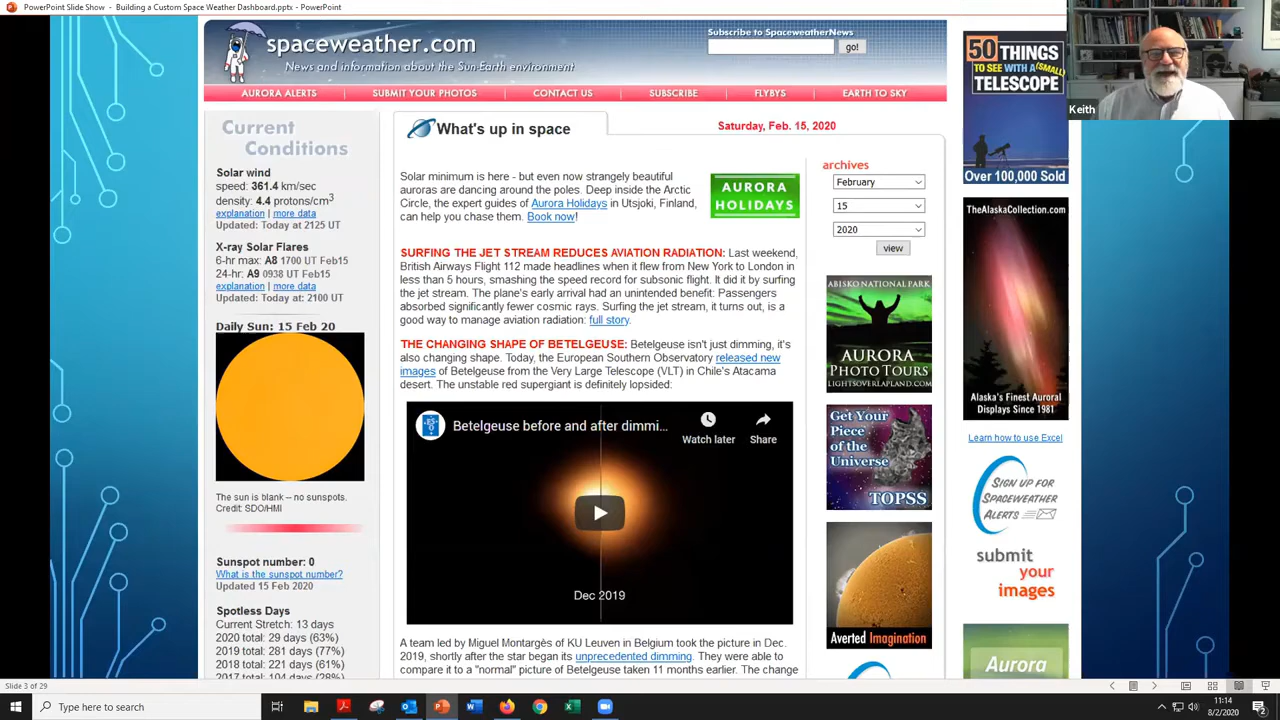 PowerPoint Slide Show - Building a Custom Space Weather Dashboard.pptx - PowerPoint
spaceweather.com
News and information about the Sun-Earth environment
Subscribe to SpaceweatherNews
go!
AURORA ALERTS
SUBMIT YOUR PHOTOS
CONTACT US
SUBSCRIBE
FLYBYS
EARTH TO SKY
Current
Conditions
Solar wind
speed: 361.4 km/sec
density: 4.4 protons/cm3
explanation | more data
Updated: Today at 2125 UT
X-ray Solar Flares
6-hr max: A8 1700 UT Feb15
24-hr: A9 0938 UT Feb15
explanation | more data
Updated: Today at: 2100 UT
Daily Sun: 15 Feb 20
The sun is blank -- no sunspots.
Credit: SDO/HMI
Sunspot number: 0
What is the sunspot number?
Updated 15 Feb 2020
Spotless Days
Current Stretch: 13 days
2020 total: 29 days (63%)
2019 total: 281 days (77%)
2018 total: 221 days (61%)
2017 total: 104 days (28%)
What's up in space
Saturday, Feb. 15, 2020
Solar minimum is here - but even now strangely beautiful
auroras are dancing around the poles. Deep inside the Arctic
Circle, the expert guides of Aurora Holidays in Utsjoki, Finland,
can help you chase them. Book now!
AURORA
HOLIDAYS
SURFING THE JET STREAM REDUCES AVIATION RADIATION: Last weekend,
British Airways Flight 112 made headlines when it flew from New York to London in
less than 5 hours, smashing the speed record for subsonic flight. It did it by surfing
the jet stream. The plane's early arrival had an unintended benefit: Passengers
absorbed significantly fewer cosmic rays. Surfing the jet stream, it turns out, is a
good way to manage aviation radiation: full story.
THE CHANGING SHAPE OF BETELGEUSE: Betelgeuse isn't just dimming, it's
also changing shape. Today, the European Southern Observatory released new
images of Betelgeuse from the Very Large Telescope (VLT) in Chile's Atacama
desert. The unstable red supergiant is definitely lopsided:
Betelgeuse before and after dimmi...
Watch later
Share
Dec 2019
A team led by Miguel Montargès of KU Leuven in Belgium took the picture in Dec.
2019, shortly after the star began its unprecedented dimming. They were able to
compare it to a "normal" picture of Betelgeuse taken 11 months earlier. The change
archives
February
15
2020
view
ABISKO NATIONAL PARK
AURORA
PHOTO TOURS
LIGHTSOVERLAPLAND.COM
Get Your
Piece
of the
Universe
TOPSS
Averted Imagination
50 THINGS
TO SEE WITH A (SMALL)
TELESCOPE
Over 100,000 Sold
TheAlaskaCollection.com
Alaska's Finest Auroral
Displays Since 1981
Learn how to use Excel
SIGN UP FOR
SPACEWEATHER
ALERTS
submit
your
images
Aurora
Keith
Slide 3 of 29
Type here to search
11:14
8/2/2020
2